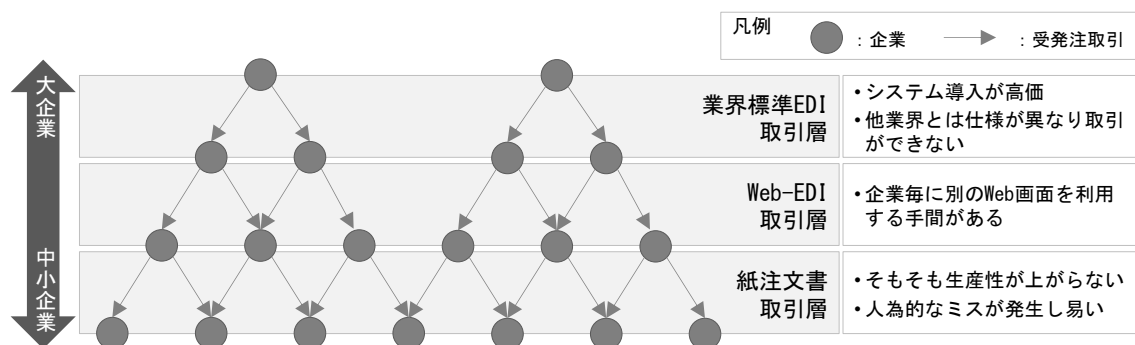 凡例
：企業
：受発注取引
大企業
中小企業
業界標準EDI
取引層
・システム導入が高価
・他業界とは仕様が異なり取引
ができない
Web-EDI
取引層
・企業毎に別のWeb画面を利用
する手間がある
紙注文書
取引層
・そもそも生産性が上がらない
・人為的なミスが発生し易い